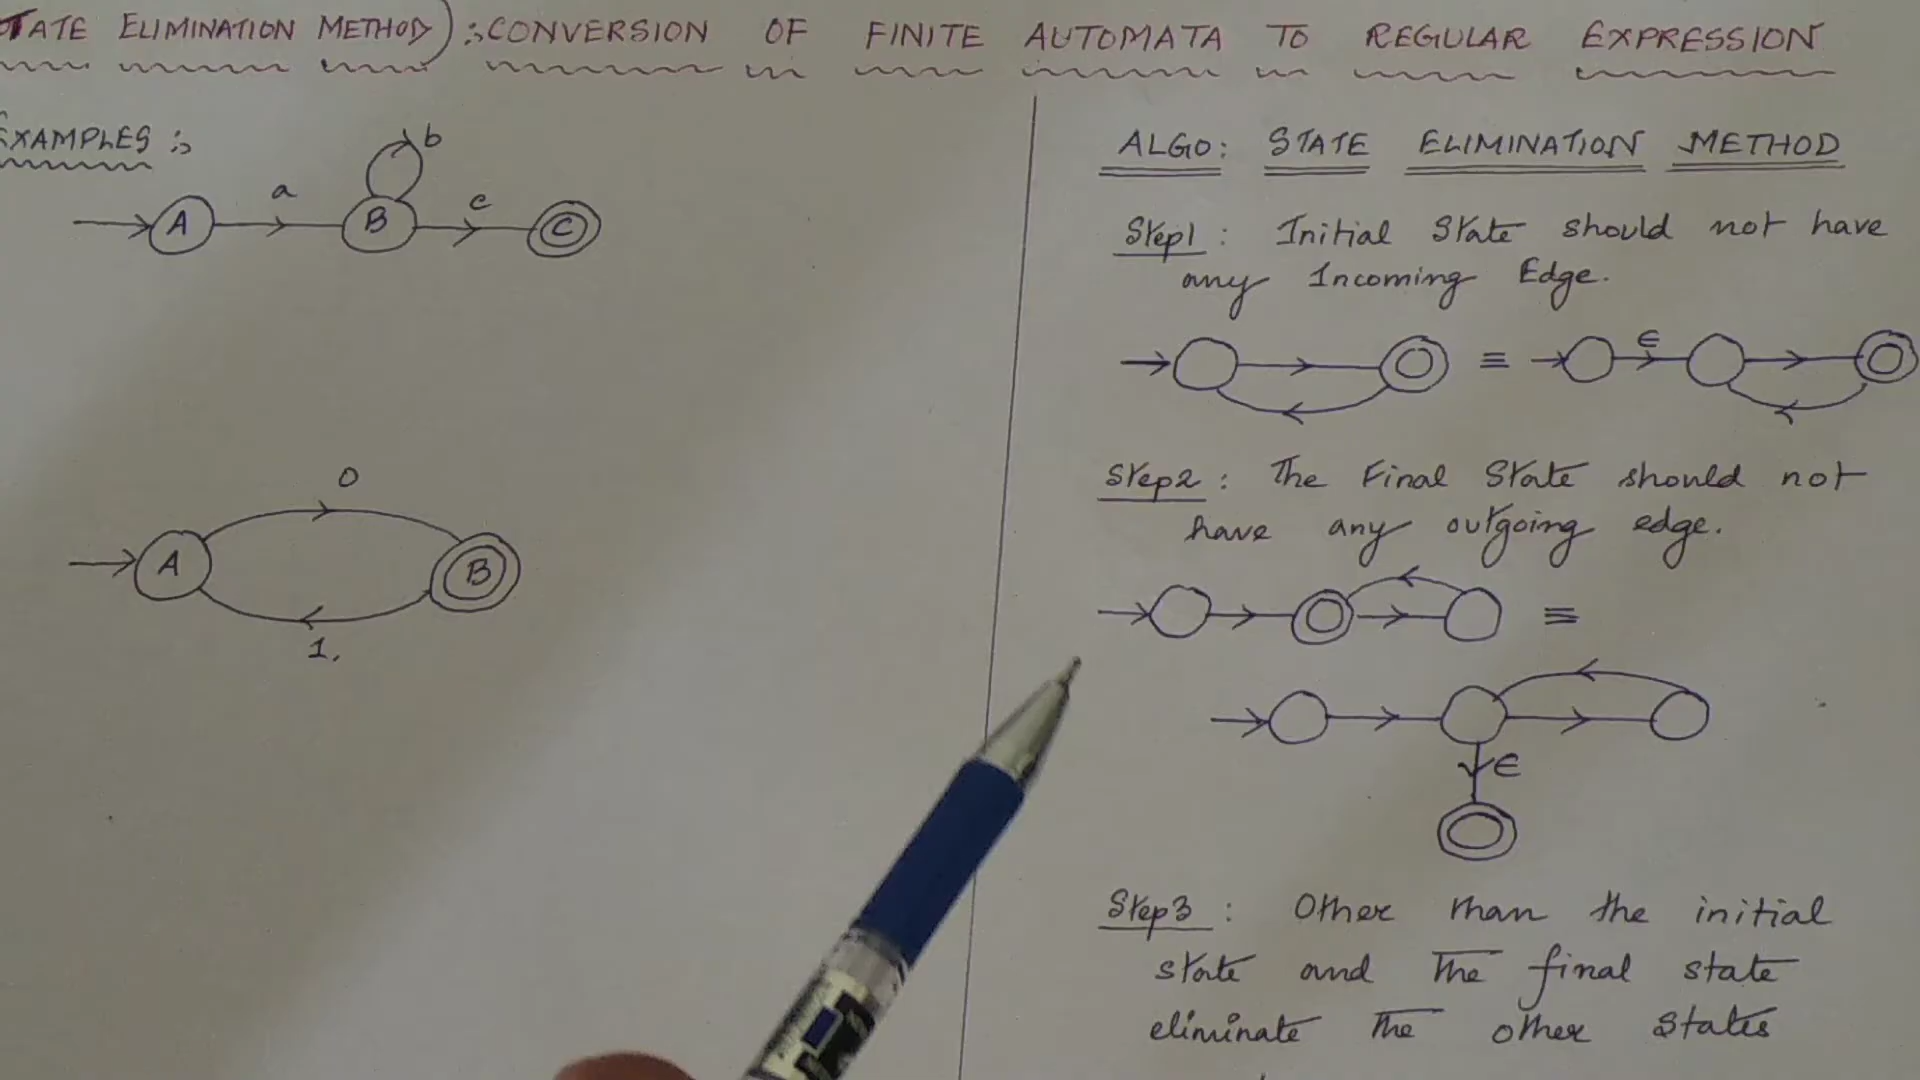 TATE ELIMINATION METHOD) :- CONVERSION OF FINITE AUTOMATA TO REGULAR EXPRESSION
EXAMPLES :-
b
a
c
A
B
C
0
A
B
1.
ALGO: STATE ELIMINATION METHOD
Step1 : Initial State should not have
any Incoming Edge.
≡
ϵ
Step2 : The Final State should not
have any outgoing edge.
≡
ϵ
Step3 : Other than the initial
state and the final state
eliminate the other states